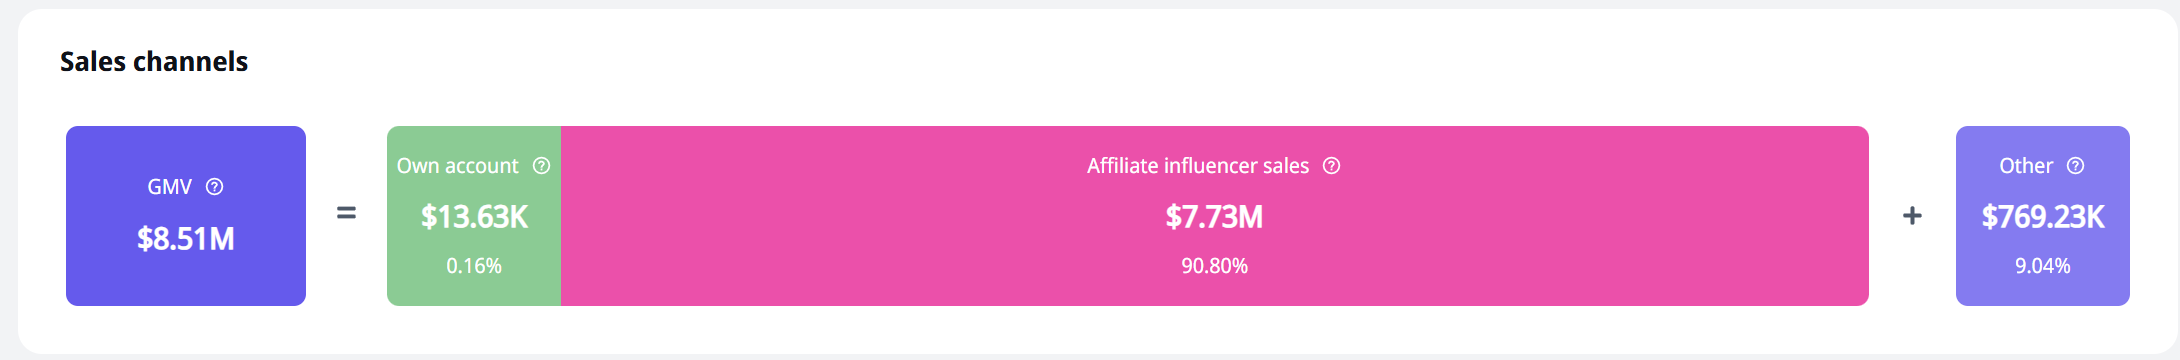 Sales channels
GMV
$8.51M
=
Own account
$13.63K
0.16%
Affiliate influencer sales
$7.73M
90.80%
+
Other
$769.23K
9.04%